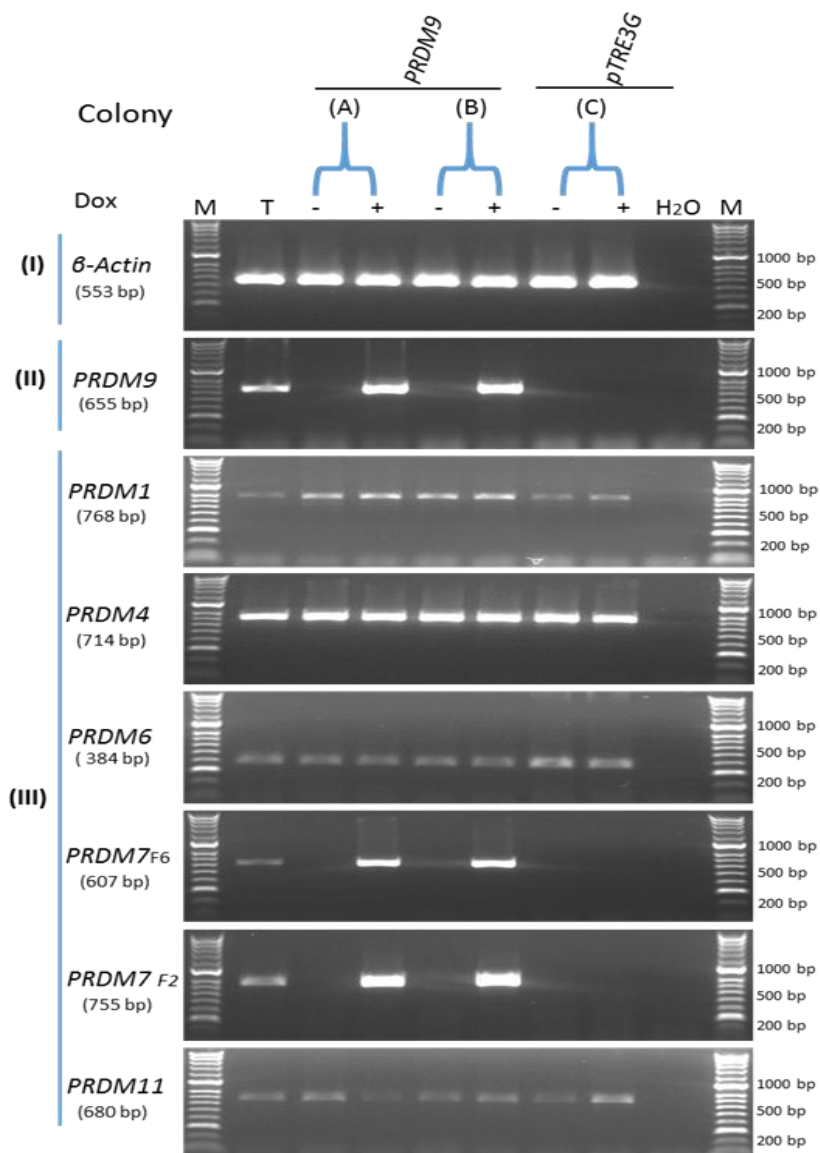 PRDM9 pTRE3G
Colony (A) (B) (C)
Dox M T - + - + - + H2O M
(I) β-Actin
(553 bp)
1000 bp
500 bp
200 bp
(II) PRDM9
(655 bp)
1000 bp
500 bp
200 bp
PRDM1
(768 bp)
1000 bp
500 bp
200 bp
PRDM4
(714 bp)
1000 bp
500 bp
200 bp
PRDM6
( 384 bp)
1000 bp
500 bp
200 bp
(III)
PRDM7F6
(607 bp)
1000 bp
500 bp
200 bp
PRDM7 F2
(755 bp)
1000 bp
500 bp
200 bp
PRDM11
(680 bp)
1000 bp
500 bp
200 bp